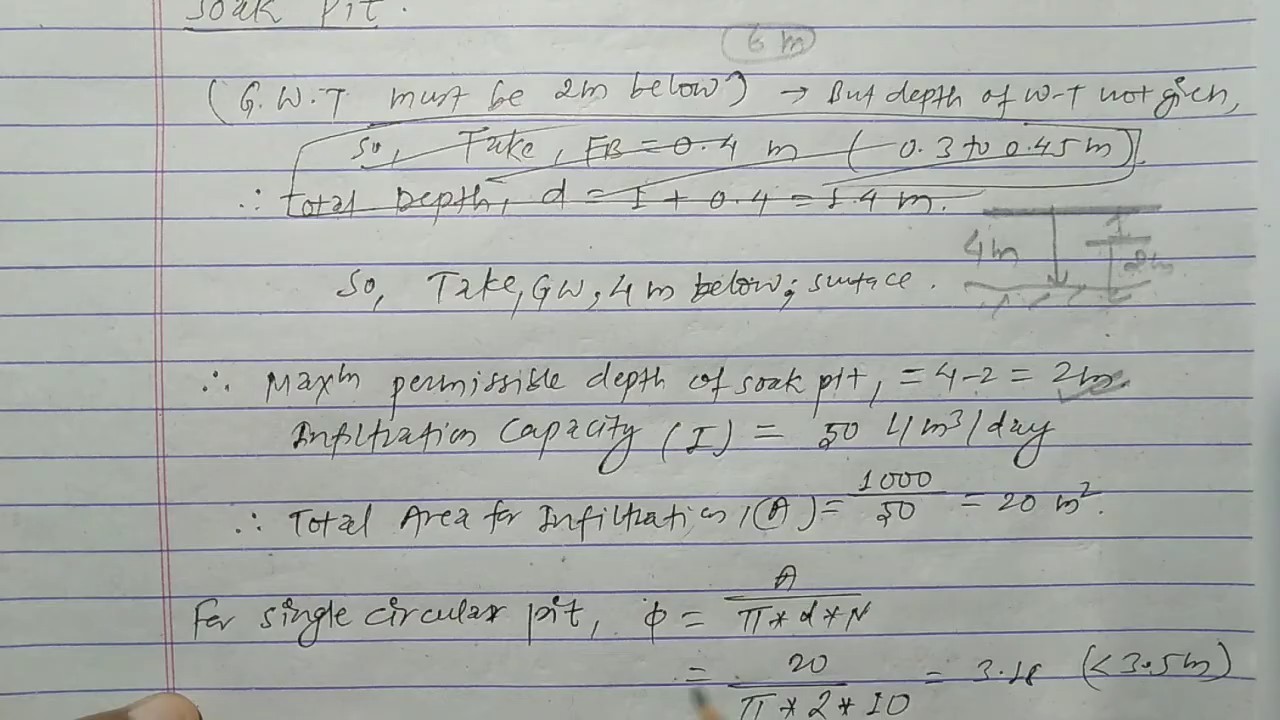 Soak Pit.
6 m
(G.W.T must be 2m below) → But depth of W.T not given,
So, Take, FB = 0.4 m (0.3 to 0.45m)
∴ total Depth, d = 1 + 0.4 = 1.4 m.
4m 2m
So, Take, GW, 4 m below; surface.
∴ Maxm permissible depth of soak pit, = 4-2 = 2m.
Infiltration Capacity (I) = 50 l/m³/day
∴ Total Area for Infiltration, (A) = 1000/50 = 20 m².
For single circular pit, φ = A/π*d*N
= 20/π*2*10 = 3.18 (<3.5m)